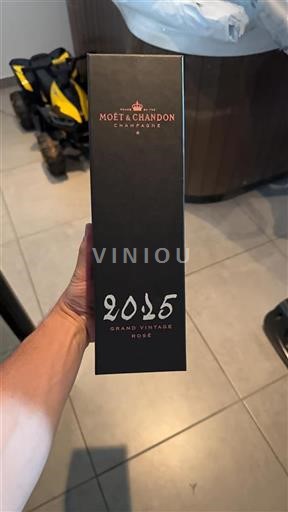 MOËT & CHANDON
CHAMPAGNE
VINIOU
2015
GRAND VINTAGE
ROSÉ